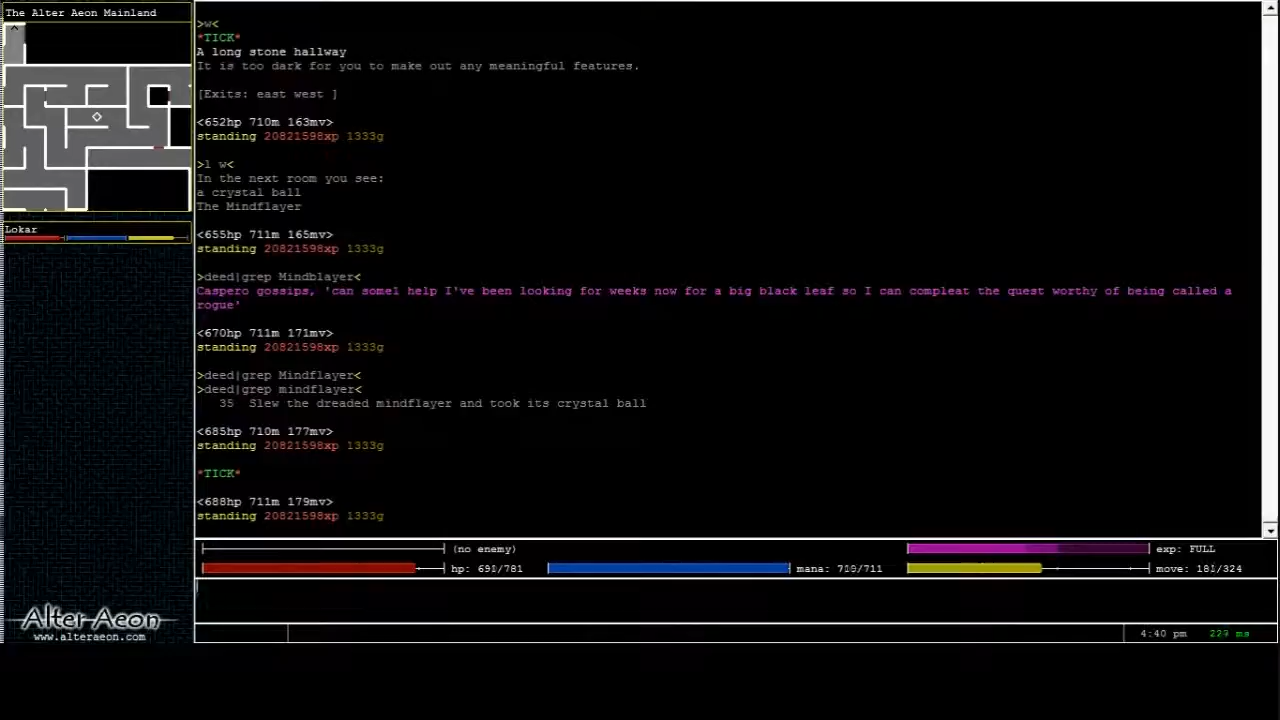 The Alter Aeon Mainland
>w<
*TICK*
A long stone hallway
It is too dark for you to make out any meaningful features.
[Exits: east west ]
<652hp 710m 163mv>
standing 20821598xp 1333g
>l w<
In the next room you see:
a crystal ball
The Mindflayer
<655hp 711m 165mv>
standing 20821598xp 1333g
>deed|grep Mindblayer<
Caspero gossips, 'can some1 help I've been looking for weeks now for a big black leaf so I can compleat the quest worthy of being called a
rogue'
<670hp 711m 171mv>
standing 20821598xp 1333g
>deed|grep Mindflayer<
>deed|grep mindflayer<
35 Slew the dreaded mindflayer and took its crystal ball
<685hp 710m 177mv>
standing 20821598xp 1333g
*TICK*
<688hp 711m 179mv>
standing 20821598xp 1333g
Lokar
(no enemy)
exp: FULL
hp: 691/781
mana: /711
move: 181/324
Alter Aeon
www.alteraeon.com
4:40 pm
ms